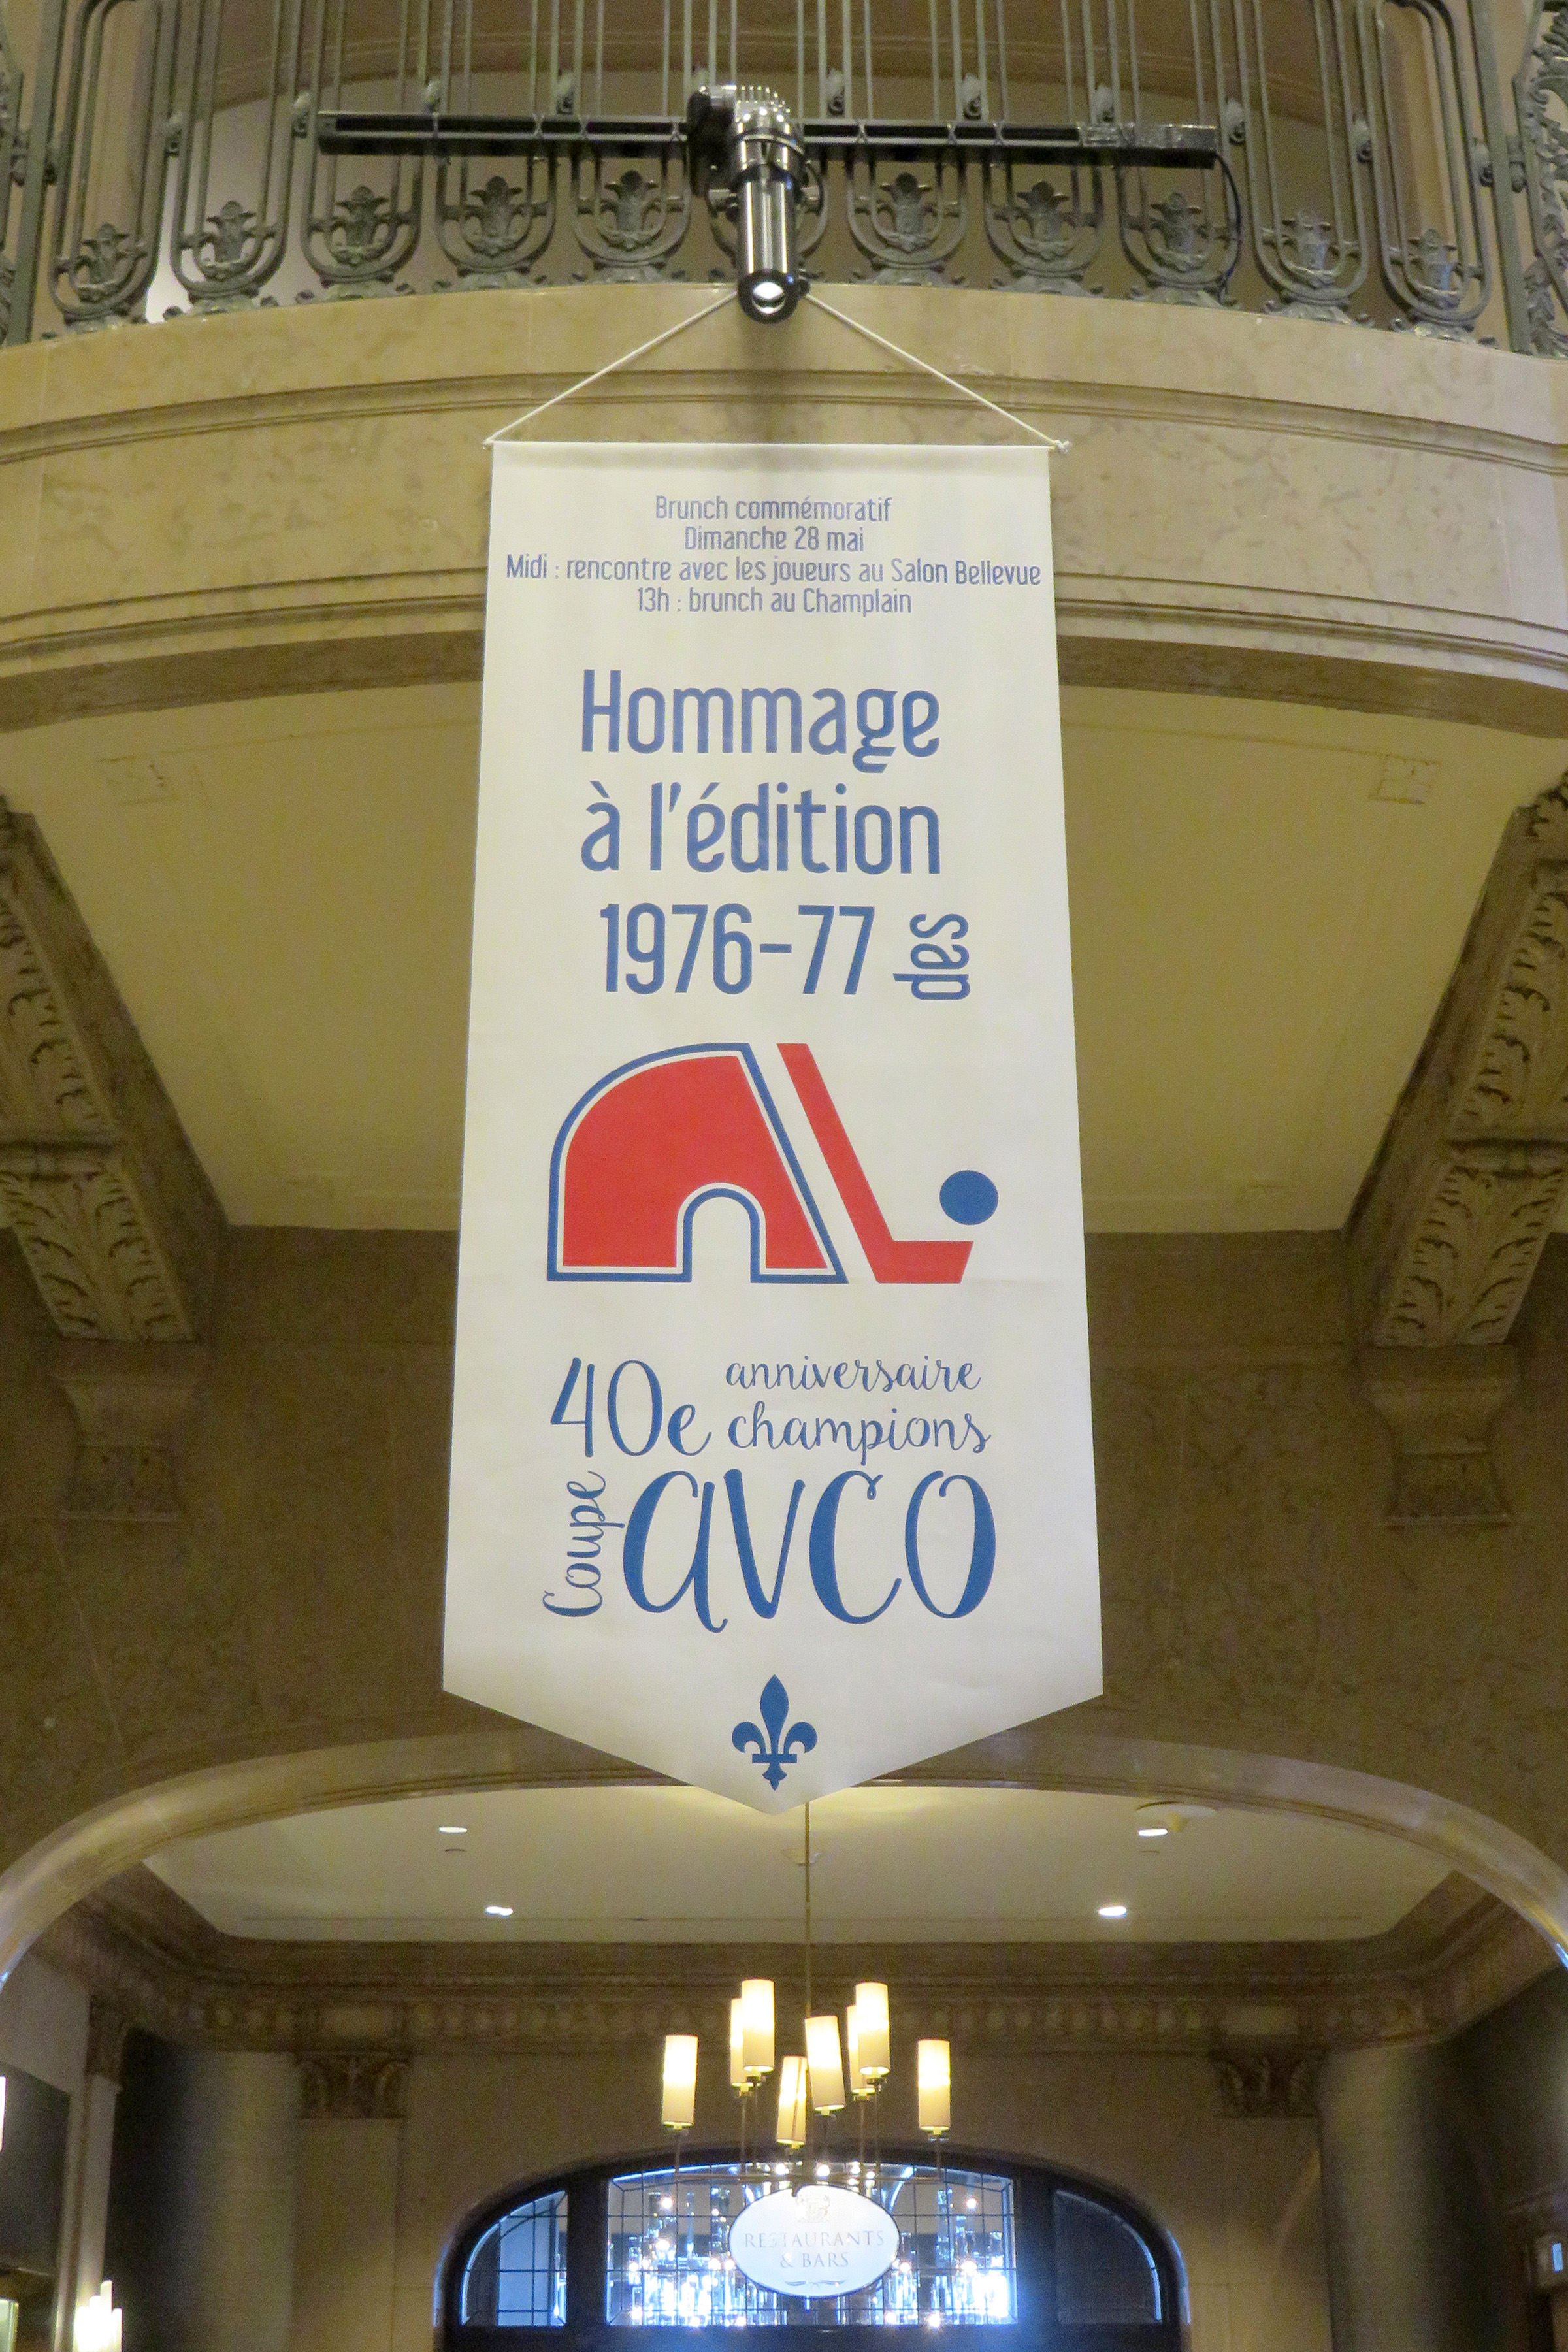 Brunch commémoratif
Dimanche 28 mai
Midi : rencontre avec les joueurs au Salon Bellevue
13h : brunch au Champlain
Hommage
à l'édition
1976-77 des
40e anniversaire
champions
Coupe avco
RESTAURANTS
& BARS